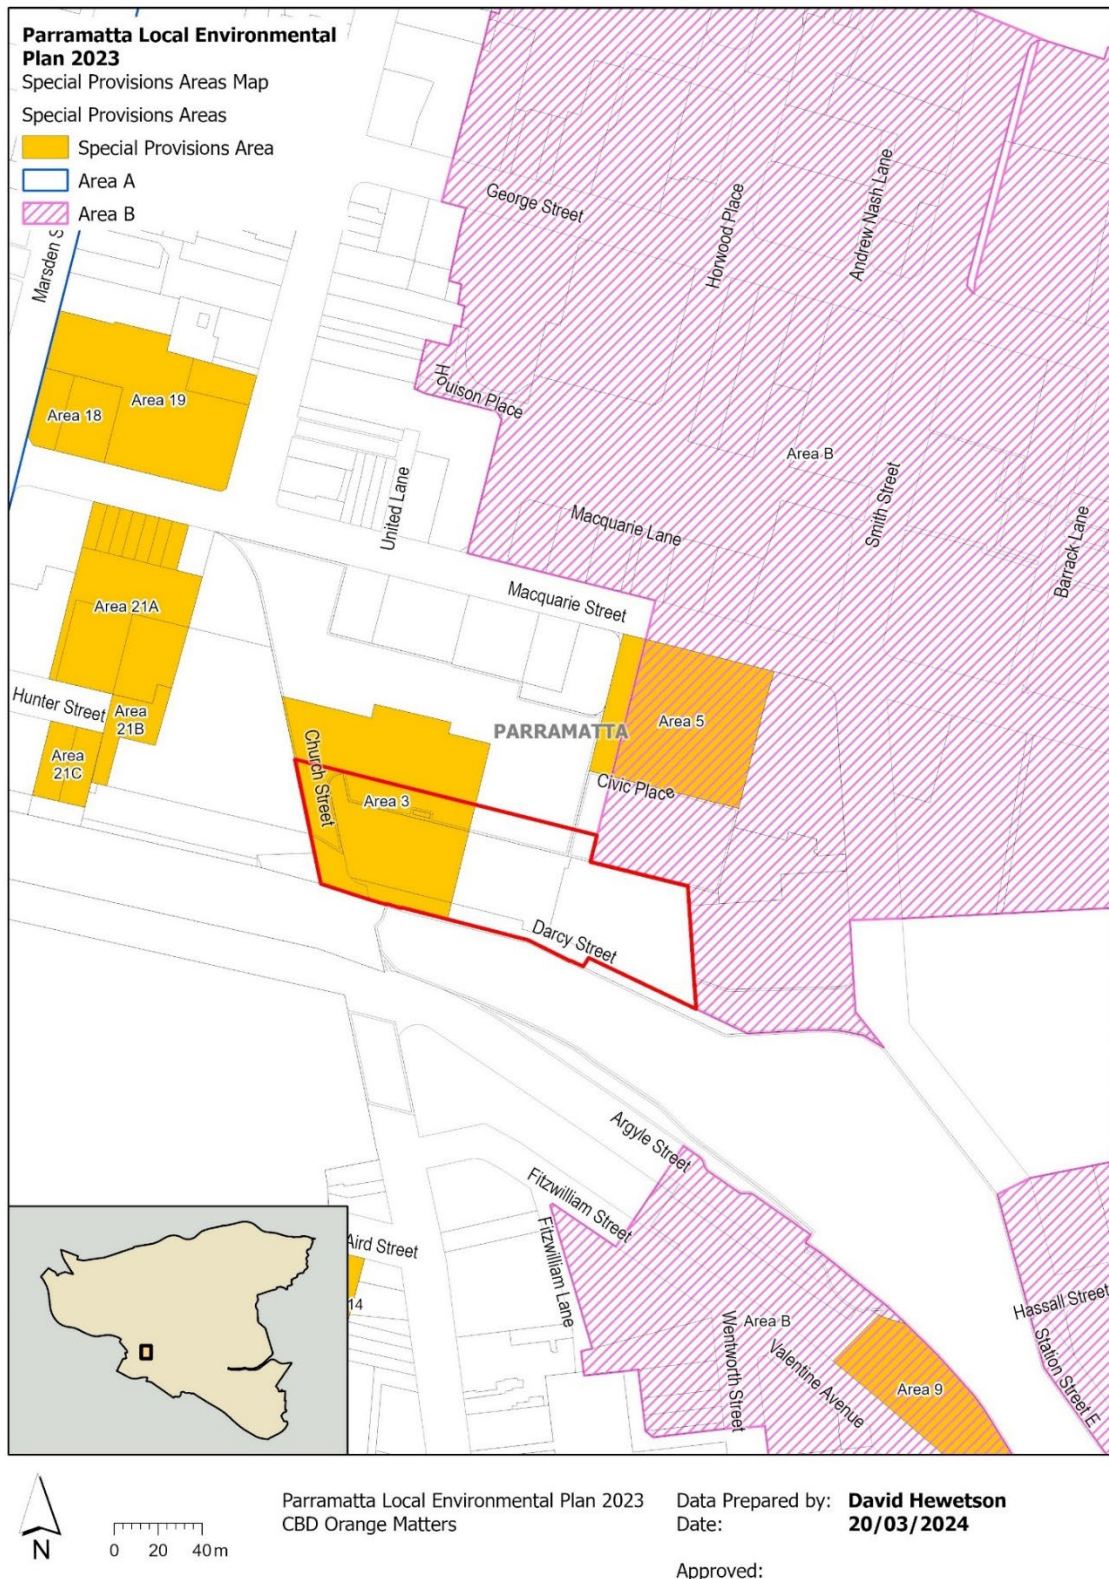 Parramatta Local Environmental
Plan 2023
Special Provisions Areas Map
Special Provisions Areas
Special Provisions Area
Area A
Area B
Marsden S
George Street
Horwood Place
Andrew Nash Lane
Houison Place
Area 19
Area 18
Area B
United Lane
Smith Street
Macquarie Lane
Barrack Lane
Macquarie Street
Area 21A
Hunter Street
Area
21B
Area
21C
PARRAMATTA
Area 5
Church Street
Civic Place
Area 3
Darcy Street
Argyle Street
Fitzwilliam Street
Fitzwilliam Lane
Aird Street
14
Area B
Wentworth Street
Valentine Avenue
Area 9
Hassall Street
Station Street E
N
0 20 40 m
Parramatta Local Environmental Plan 2023
CBD Orange Matters
Data Prepared by: David Hewetson
Date: 20/03/2024
Approved: